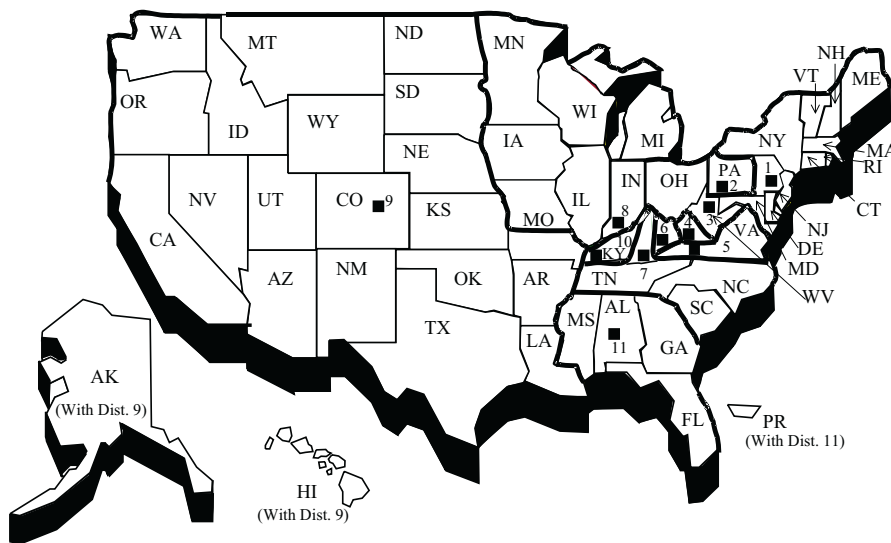 WA
MT
ND
MN
NH
VT
ME
OR
ID
SD
WI
MI
NY
WY
IA
NE
MA
RI
PA
1
2
NV
UT
CO
9
IL
IN
OH
CT
KS
MO
8
3
NJ
CA
VA
DE
10
6
4
5
MD
KY
7
WV
AZ
NM
OK
AR
TN
NC
TX
MS
AL
SC
LA
11
GA
AK
(With Dist. 9)
FL
PR
(With Dist. 11)
HI
(With Dist. 9)